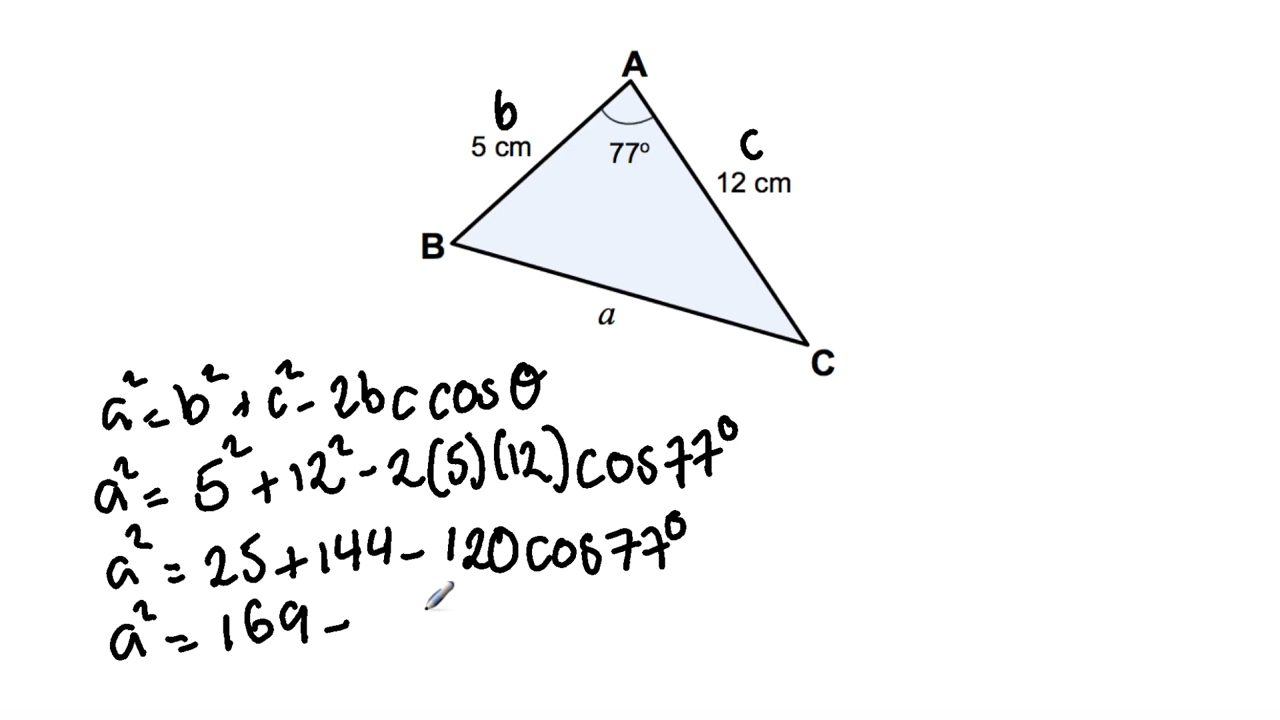 A
b
5 cm
77º
c
12 cm
B
a
C
a² = b² + c² - 2bc cos θ
a² = 5² + 12² - 2(5)(12) cos 77°
a² = 25 + 144 - 120 cos 77°
a² = 169 -